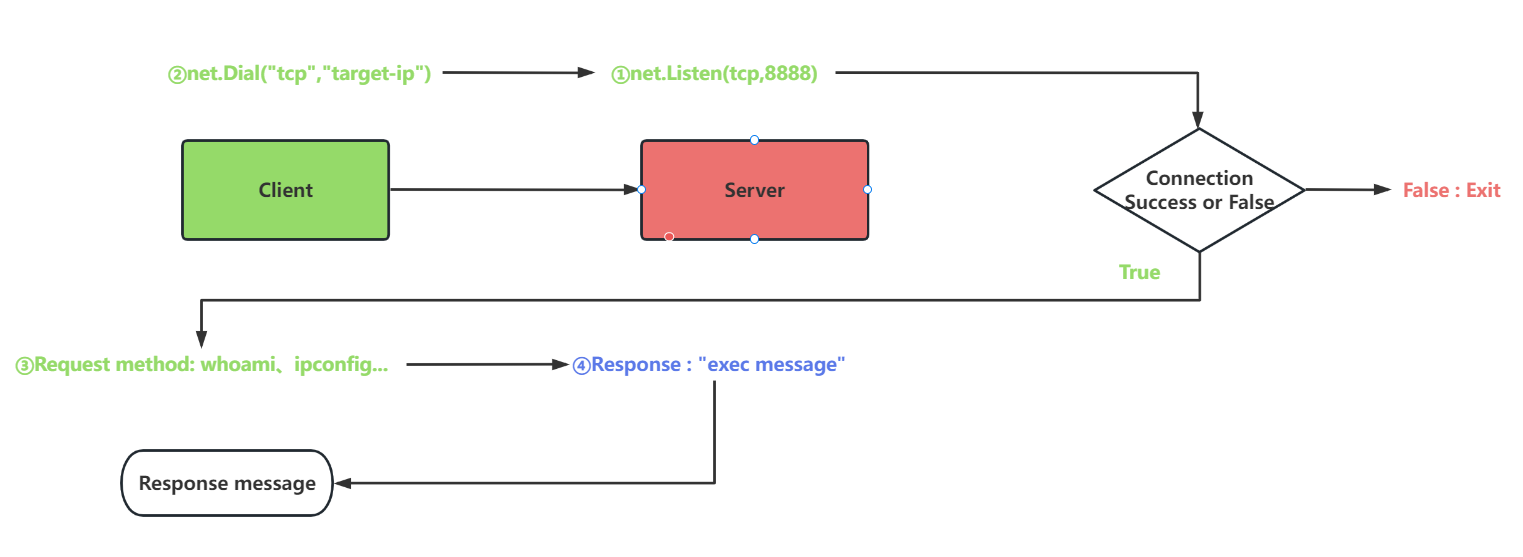 ②net.Dial("tcp","target-ip")
①net.Listen(tcp,8888)
Client
Server
Connection
Success or False
False : Exit
True
③Request method: whoami、ipconfig...
④Response : "exec message"
Response message